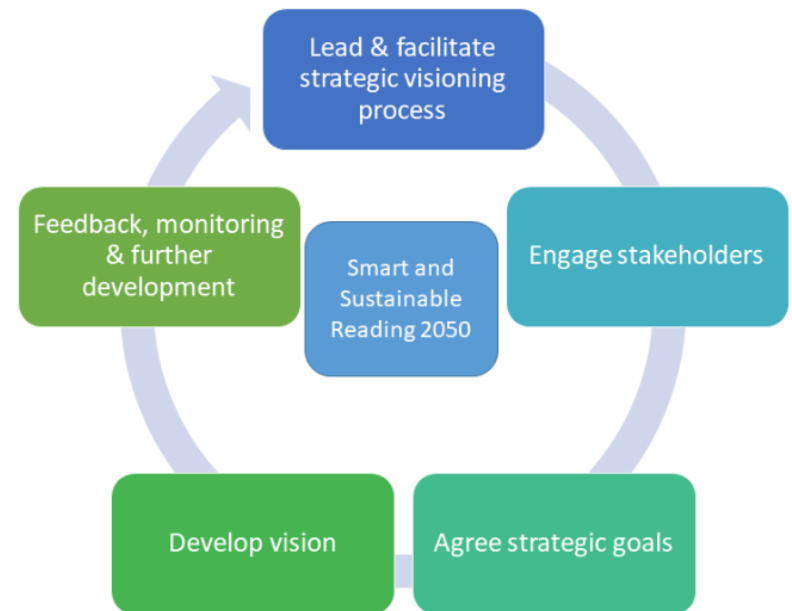 Lead & facilitate
strategic visioning
process
Engage stakeholders
Agree strategic goals
Develop vision
Feedback, monitoring
& further
development
Smart and
Sustainable
Reading 2050